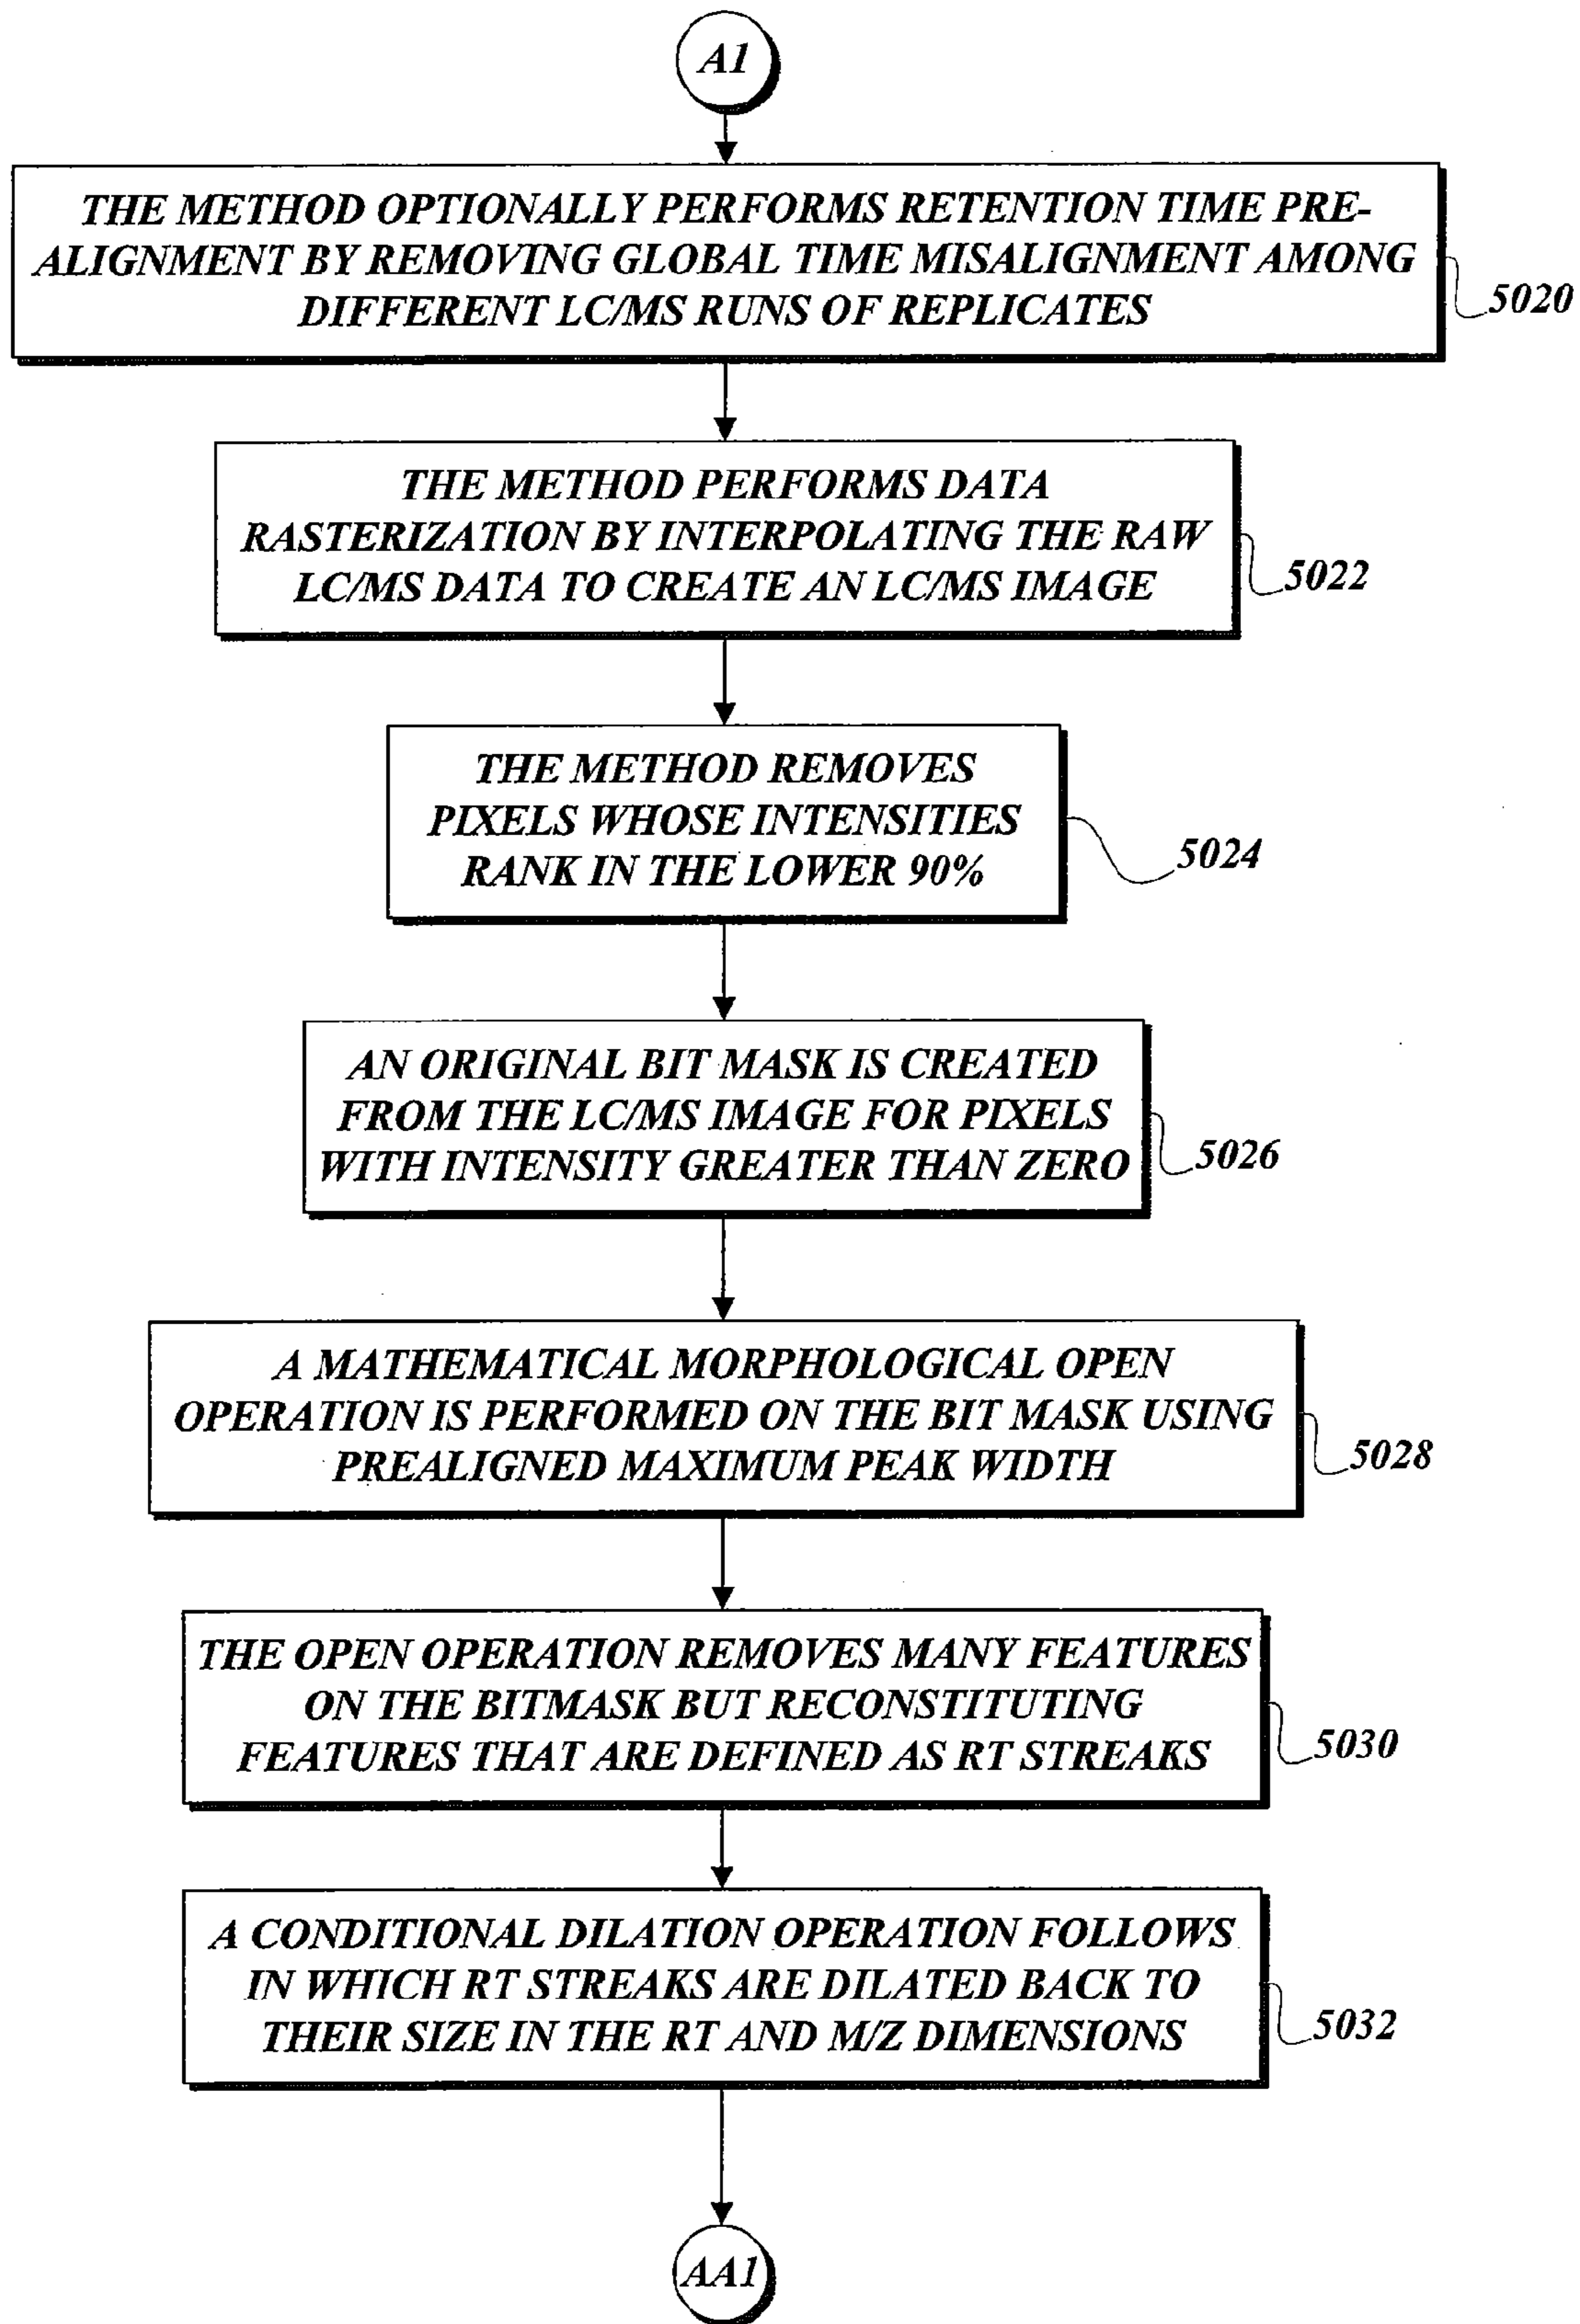 A1
THE METHOD OPTIONALLY PERFORMS RETENTION TIME PRE-
ALIGNMENT BY REMOVING GLOBAL TIME MISALIGNMENT AMONG
DIFFERENT LC/MS RUNS OF REPLICATES
5020
THE METHOD PERFORMS DATA
RASTERIZATION BY INTERPOLATING THE RAW
LC/MS DATA TO CREATE AN LC/MS IMAGE
5022
THE METHOD REMOVES
PIXELS WHOSE INTENSITIES
RANK IN THE LOWER 90%
5024
AN ORIGINAL BIT MASK IS CREATED
FROM THE LC/MS IMAGE FOR PIXELS
WITH INTENSITY GREATER THAN ZERO
5026
A MATHEMATICAL MORPHOLOGICAL OPEN
OPERATION IS PERFORMED ON THE BIT MASK USING
PREALIGNED MAXIMUM PEAK WIDTH
5028
THE OPEN OPERATION REMOVES MANY FEATURES
ON THE BITMASK BUT RECONSTITUTING
FEATURES THAT ARE DEFINED AS RT STREAKS
5030
A CONDITIONAL DILATION OPERATION FOLLOWS
IN WHICH RT STREAKS ARE DILATED BACK TO
THEIR SIZE IN THE RT AND M/Z DIMENSIONS
5032
AA1